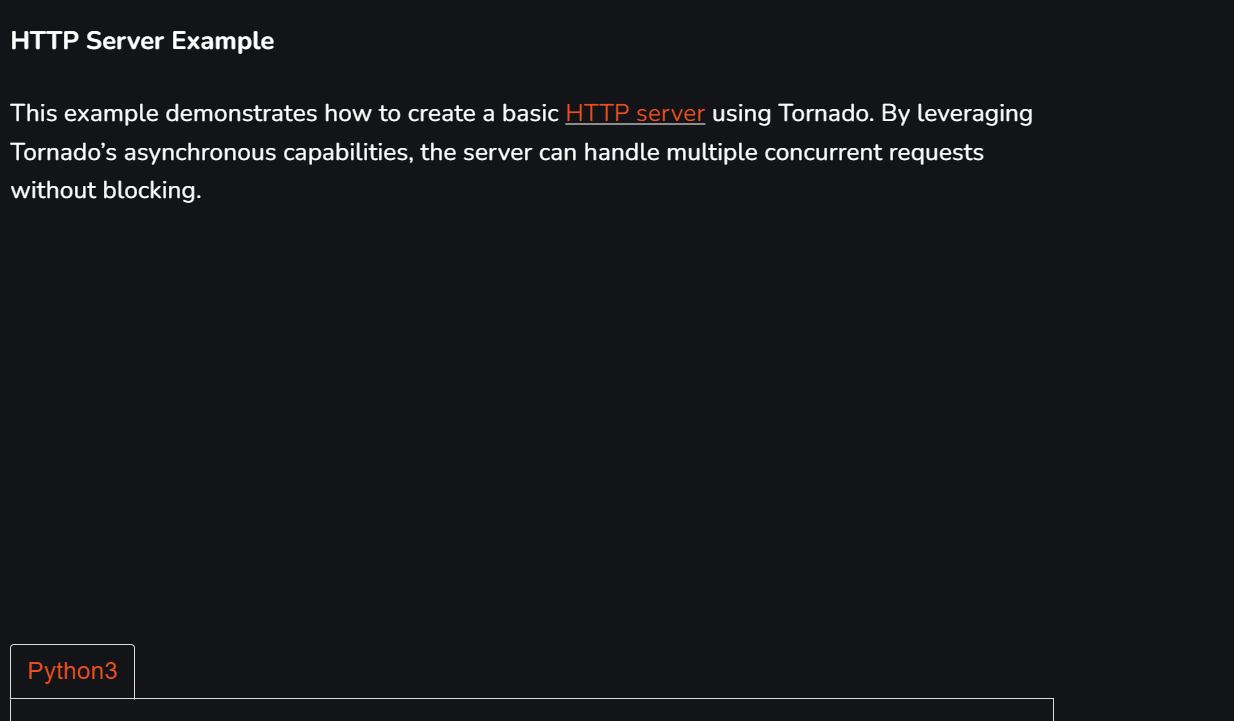 HTTP Server Example
This example demonstrates how to create a basic HTTP server using Tornado. By leveraging
Tornado’s asynchronous capabilities, the server can handle multiple concurrent requests
without blocking.
Python3